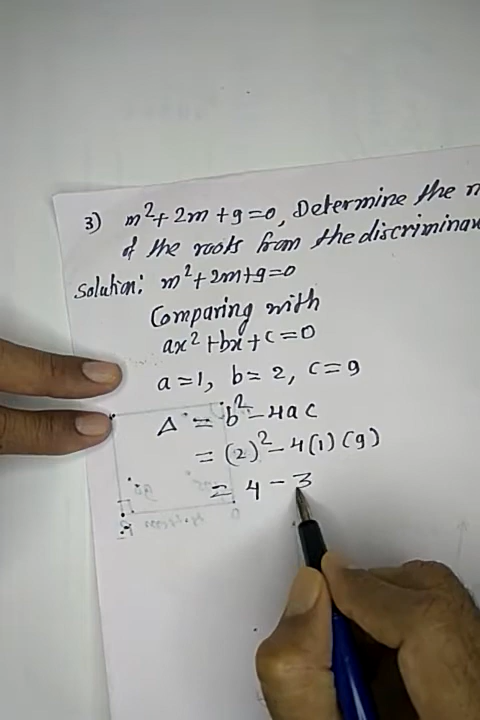 3) m²+2m+9=0, Determine the
of the roots from the discriminan
Solution: m²+2m+9=0
Comparing with
ax²+bx+c=0
a=1, b=2, c=9
Δ = b²-4ac
= (2)²-4(1)(9)
= 4-3